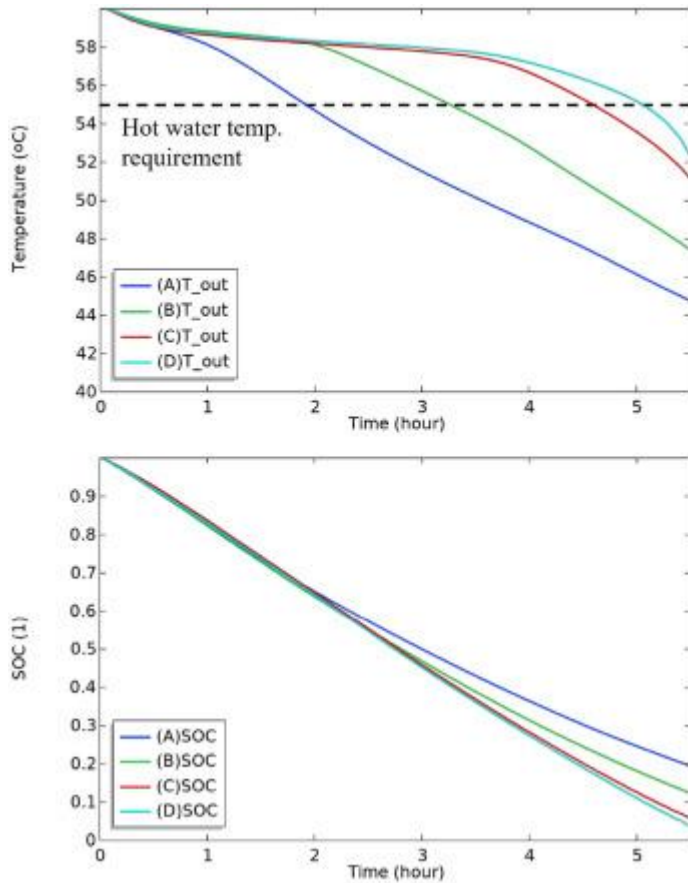 58
56
54
52
50
48
46
44
42
40
Temperature (ºC)
Hot water temp.
requirement
(A)T_out
(B)T_out
(C)T_out
(D)T_out
0 1 2 3 4 5
Time (hour)
0.9
0.8
0.7
0.6
0.5
0.4
0.3
0.2
0.1
0
SOC (1)
(A)SOC
(B)SOC
(C)SOC
(D)SOC
0 1 2 3 4 5
Time (hour)